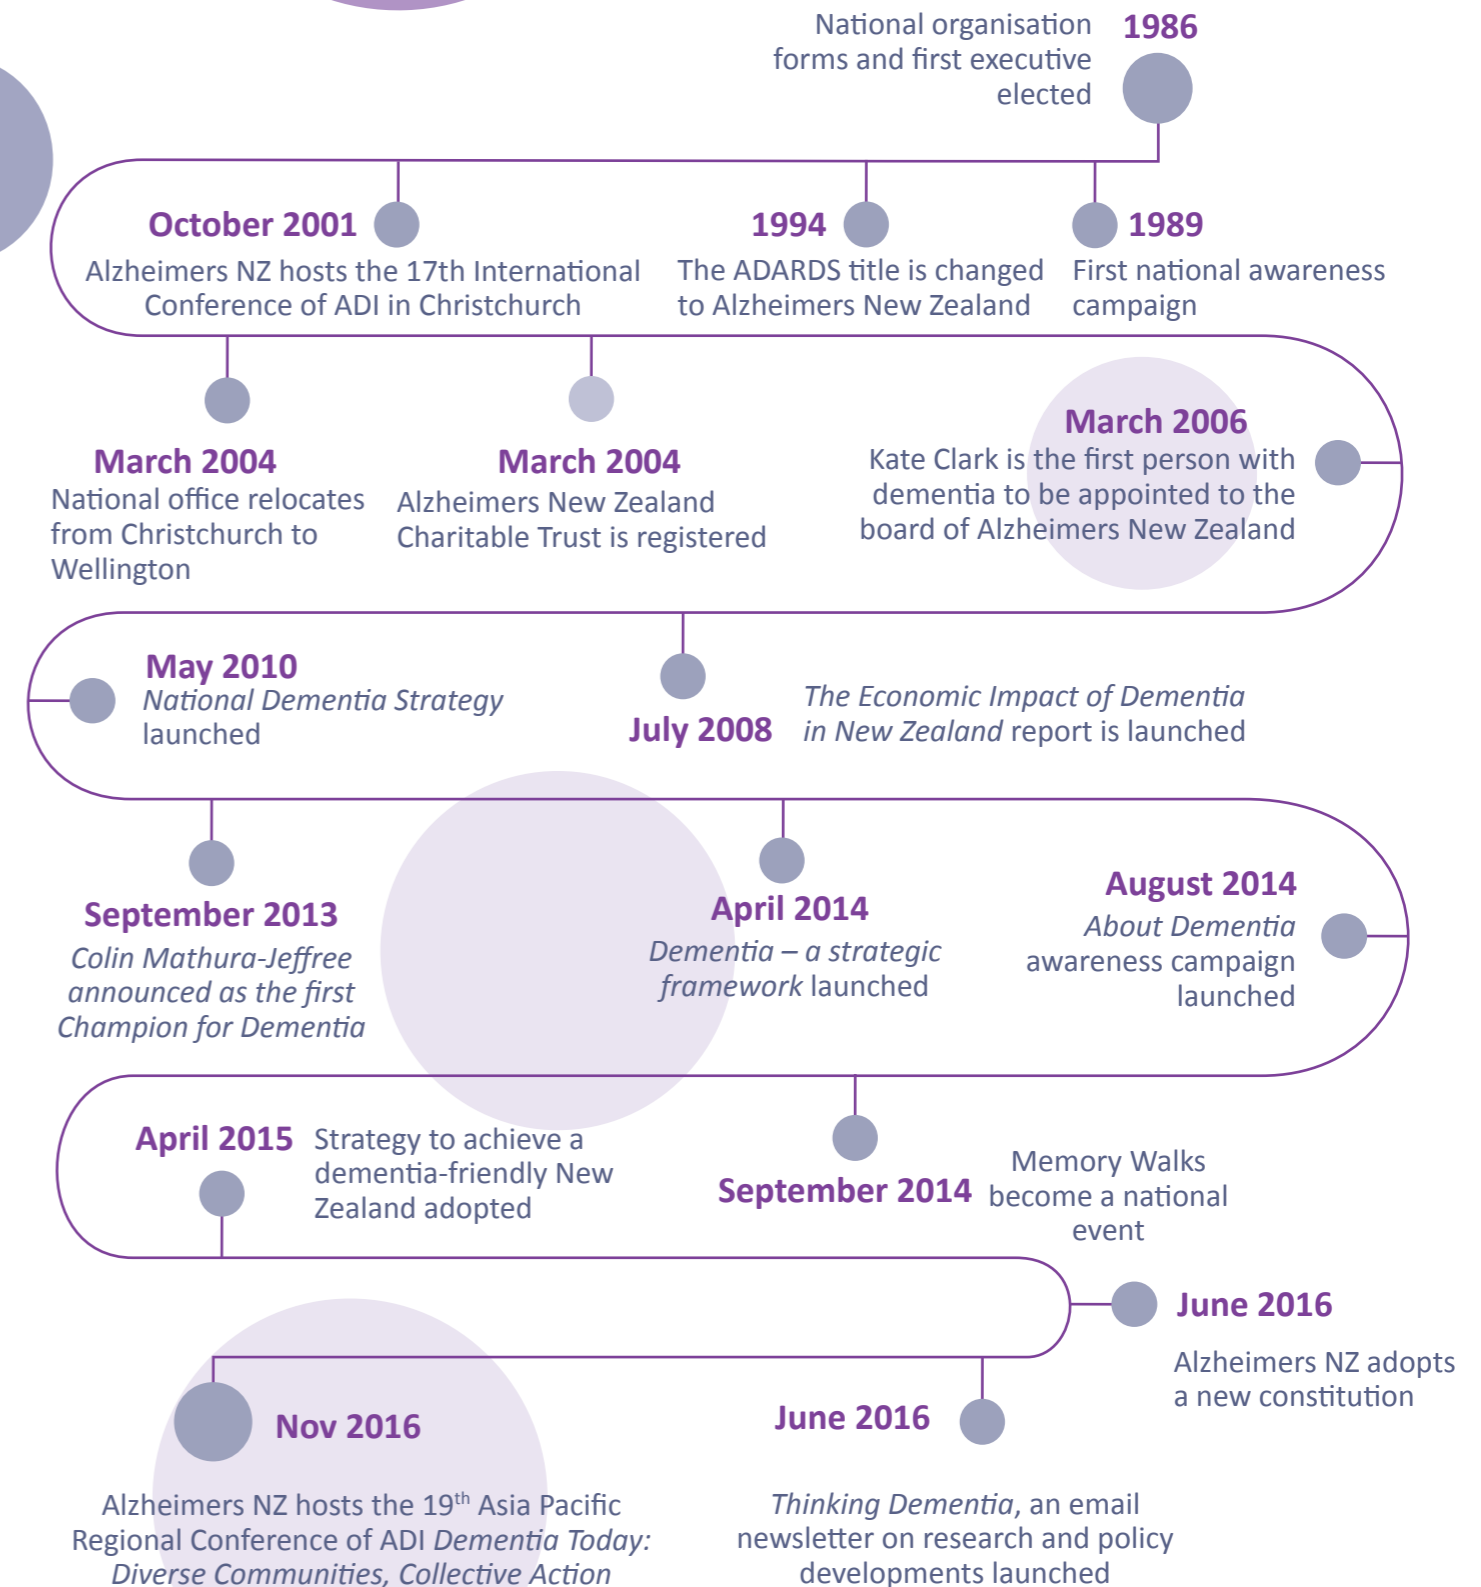 1986
National organisation
forms and first executive
elected
1989
First national awareness
campaign
1994
The ADARDS title is changed
to Alzheimers New Zealand
October 2001
Alzheimers NZ hosts the 17th International
Conference of ADI in Christchurch
March 2004
National office relocates
from Christchurch to
Wellington
March 2004
Alzheimers New Zealand
Charitable Trust is registered
March 2006
Kate Clark is the first person with
dementia to be appointed to the
board of Alzheimers New Zealand
July 2008
The Economic Impact of Dementia
in New Zealand report is launched
May 2010
National Dementia Strategy
launched
September 2013
Colin Mathura-Jeffree
announced as the first
Champion for Dementia
April 2014
Dementia – a strategic
framework launched
August 2014
About Dementia
awareness campaign
launched
September 2014
Memory Walks
become a national
event
April 2015
Strategy to achieve a
dementia-friendly New
Zealand adopted
June 2016
Alzheimers NZ adopts
a new constitution
June 2016
Thinking Dementia, an email
newsletter on research and policy
developments launched
Nov 2016
Alzheimers NZ hosts the 19th Asia Pacific
Regional Conference of ADI Dementia Today:
Diverse Communities, Collective Action